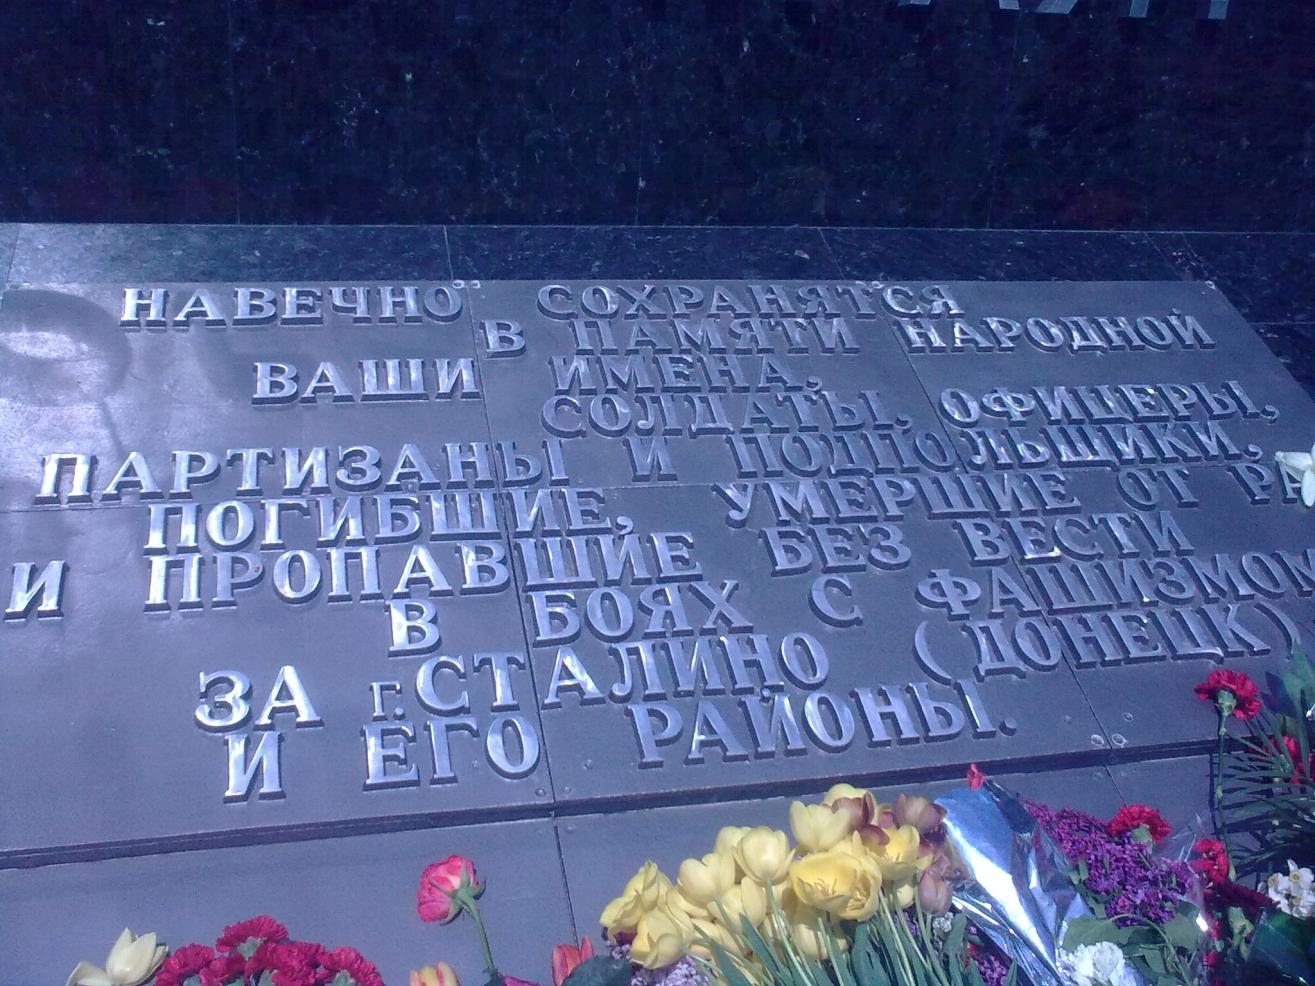 НАВЕЧНО СОХРАНЯТСЯ
В ПАМЯТИ НАРОДНОЙ
ВАШИ ИМЕНА,
СОЛДАТЫ, ОФИЦЕРЫ,
ПАРТИЗАНЫ И ПОДПОЛЬЩИКИ,
ПОГИБШИЕ, УМЕРШИЕ ОТ
И ПРОПАВШИЕ БЕЗ ВЕСТИ
В БОЯХ С ФАШИЗМОМ
ЗА Г. СТАЛИНО (ДОНЕЦК)
И ЕГО РАЙОНЫ.